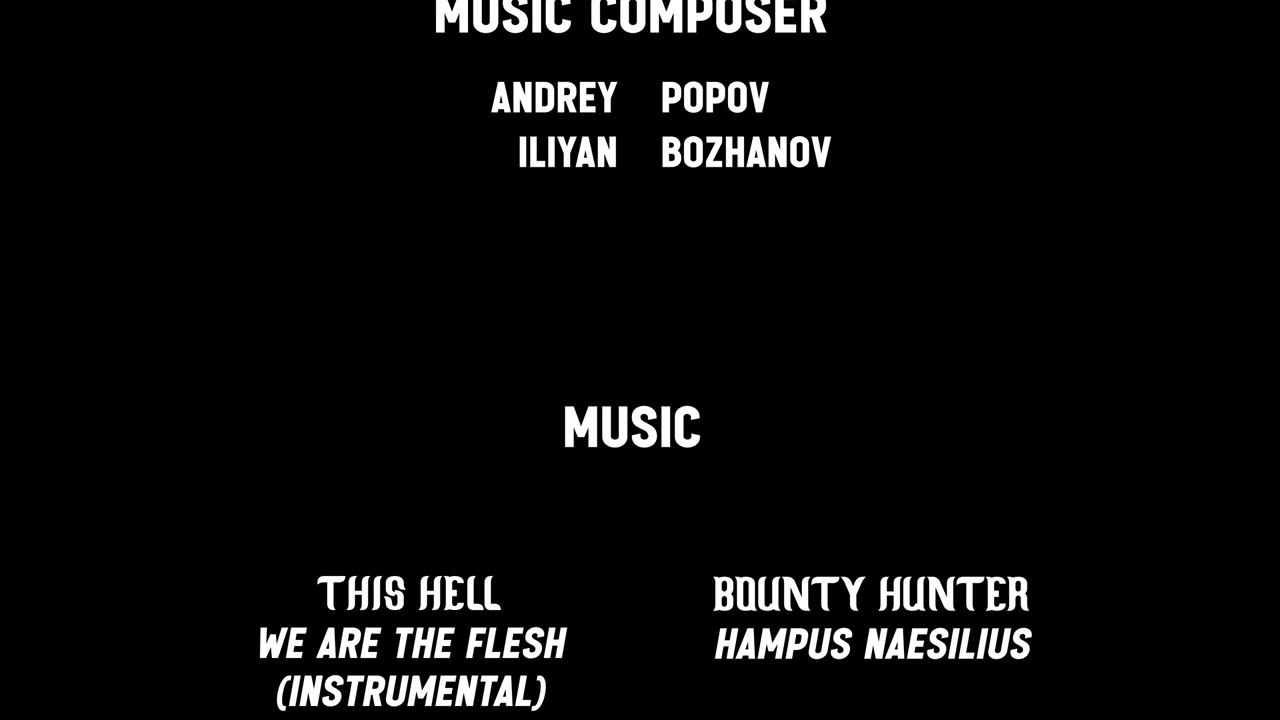 MUSIC COMPOSER
ANDREY POPOV
ILIYAN BOZHANOV
MUSIC
THIS HELL
WE ARE THE FLESH
(INSTRUMENTAL)
BOUNTY HUNTER
HAMPUS NAESILIUS